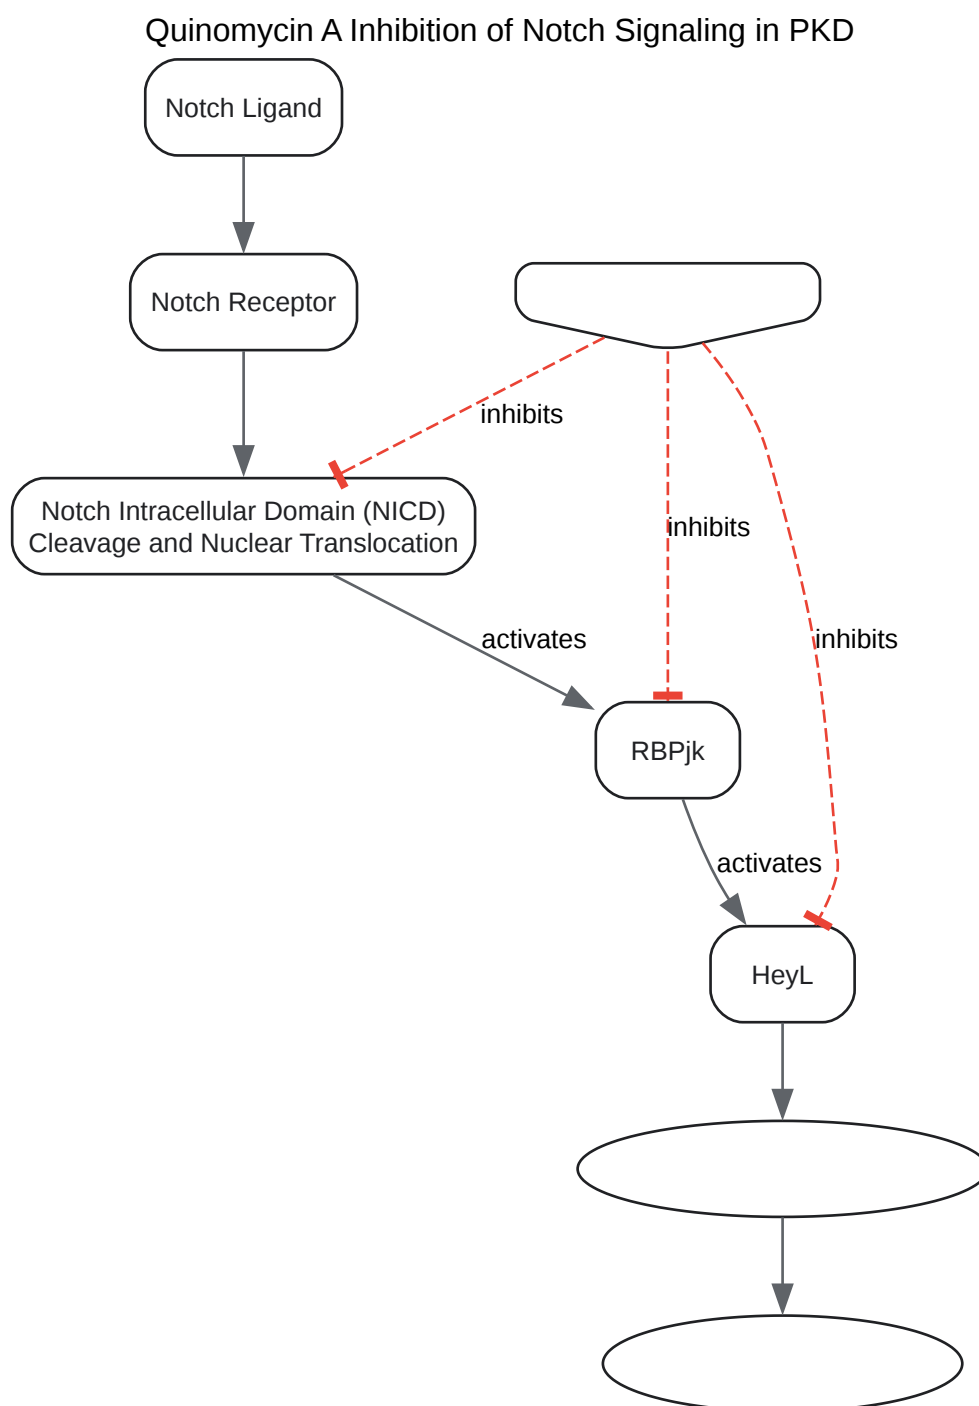 Quinomycin A Inhibition of Notch Signaling in PKD
Notch Ligand
Notch Receptor
inhibits
Notch Intracellular Domain (NICD)
Cleavage and Nuclear Translocation
inhibits
activates
inhibits
RBPjk
activates
HeyL